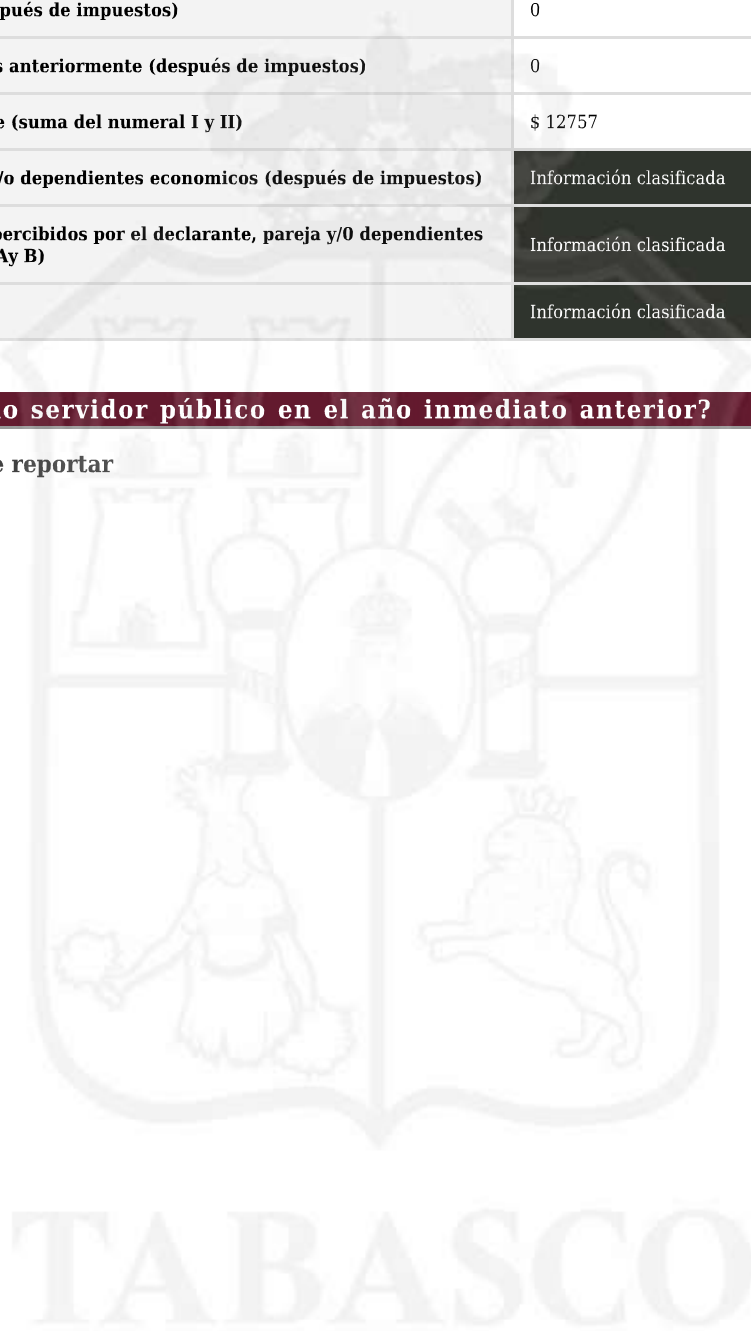 pués de impuestos)
0
s anteriormente (después de impuestos)
0
e (suma del numeral I y II)
$ 12757
/o dependientes economicos (después de impuestos)
Información clasificada
percibidos por el declarante, pareja y/0 dependientes
Ay B)
Información clasificada
Información clasificada
o servidor público en el año inmediato anterior?
e reportar
TABASCO